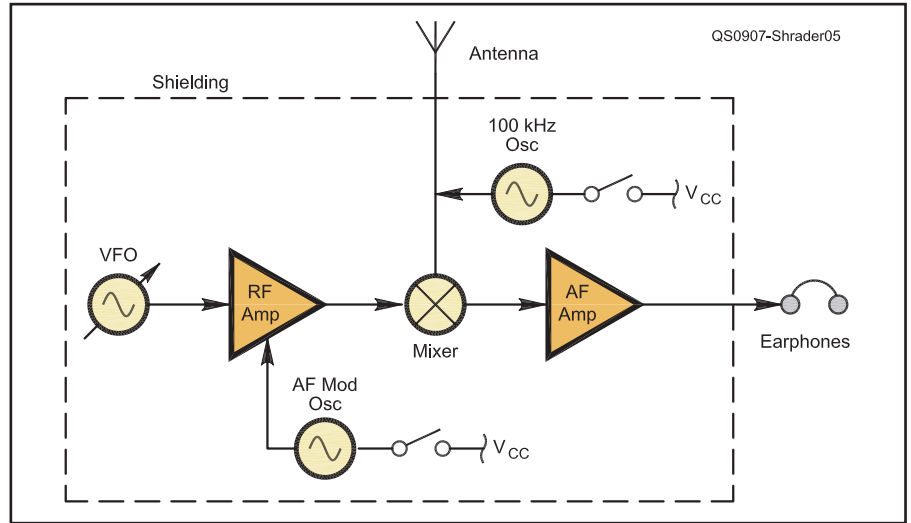 QS0907-Shrader05
Antenna
Shielding
100 kHz
Osc
V CC
VFO
RF
Amp
Mixer
AF
Amp
Earphones
AF Mod
Osc
V CC